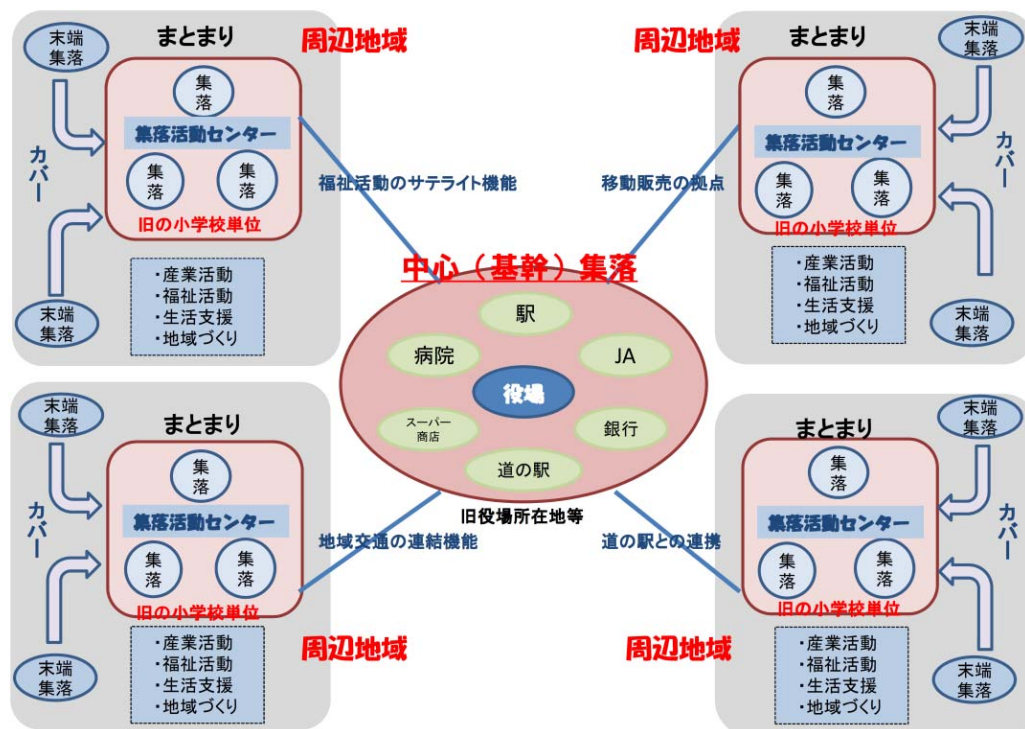 末端
集落
まとまり
周辺地域
集
落
集落活動センター
集
落
集
落
旧の小学校単位
カバー
末端
集落
・産業活動
・福祉活動
・生活支援
・地域づくり
福祉活動のサテライト機能
周辺地域
まとまり
末端
集落
集
落
集落活動センター
集
落
集
落
旧の小学校単位
カバー
末端
集落
・産業活動
・福祉活動
・生活支援
・地域づくり
移動販売の拠点
中心（基幹）集落
駅
病院
JA
役場
スーパー
商店
銀行
道の駅
旧役場所在地等
末端
集落
まとまり
集
落
集落活動センター
集
落
集
落
旧の小学校単位
カバー
末端
集落
・産業活動
・福祉活動
・生活支援
・地域づくり
地域交通の連結機能
周辺地域
道の駅との連携
まとまり
末端
集落
集
落
集落活動センター
集
落
集
落
旧の小学校単位
カバー
周辺地域
末端
集落
・産業活動
・福祉活動
・生活支援
・地域づくり